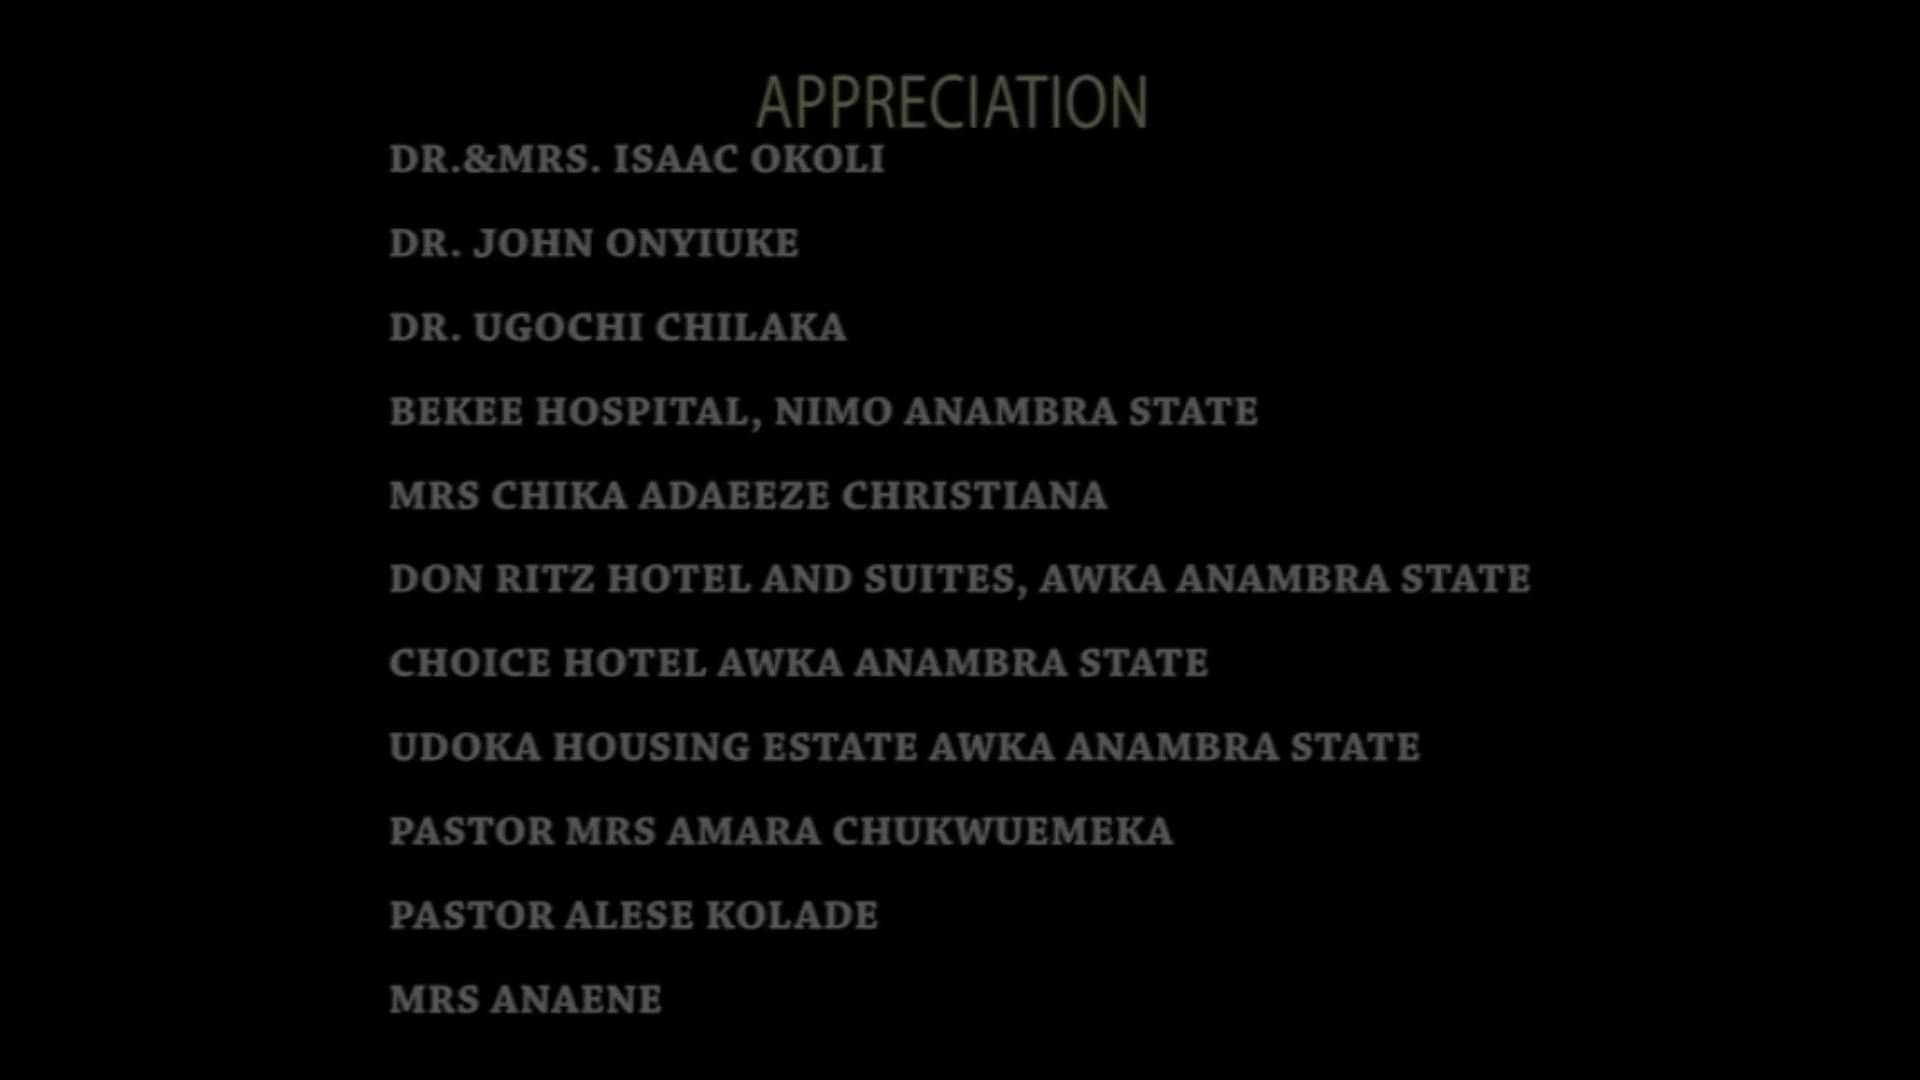 APPRECIATION
DR.&MRS. ISAAC OKOLI
DR. JOHN ONYIUKE
DR. UGOCHI CHILAKA
BEKEE HOSPITAL, NIMO ANAMBRA STATE
MRS CHIKA ADAEEZE CHRISTIANA
DON RITZ HOTEL AND SUITES, AWKA ANAMBRA STATE
CHOICE HOTEL AWKA ANAMBRA STATE
UDOKA HOUSING ESTATE AWKA ANAMBRA STATE
PASTOR MRS AMARA CHUKWUEMEKA
PASTOR ALESE KOLADE
MRS ANAENE